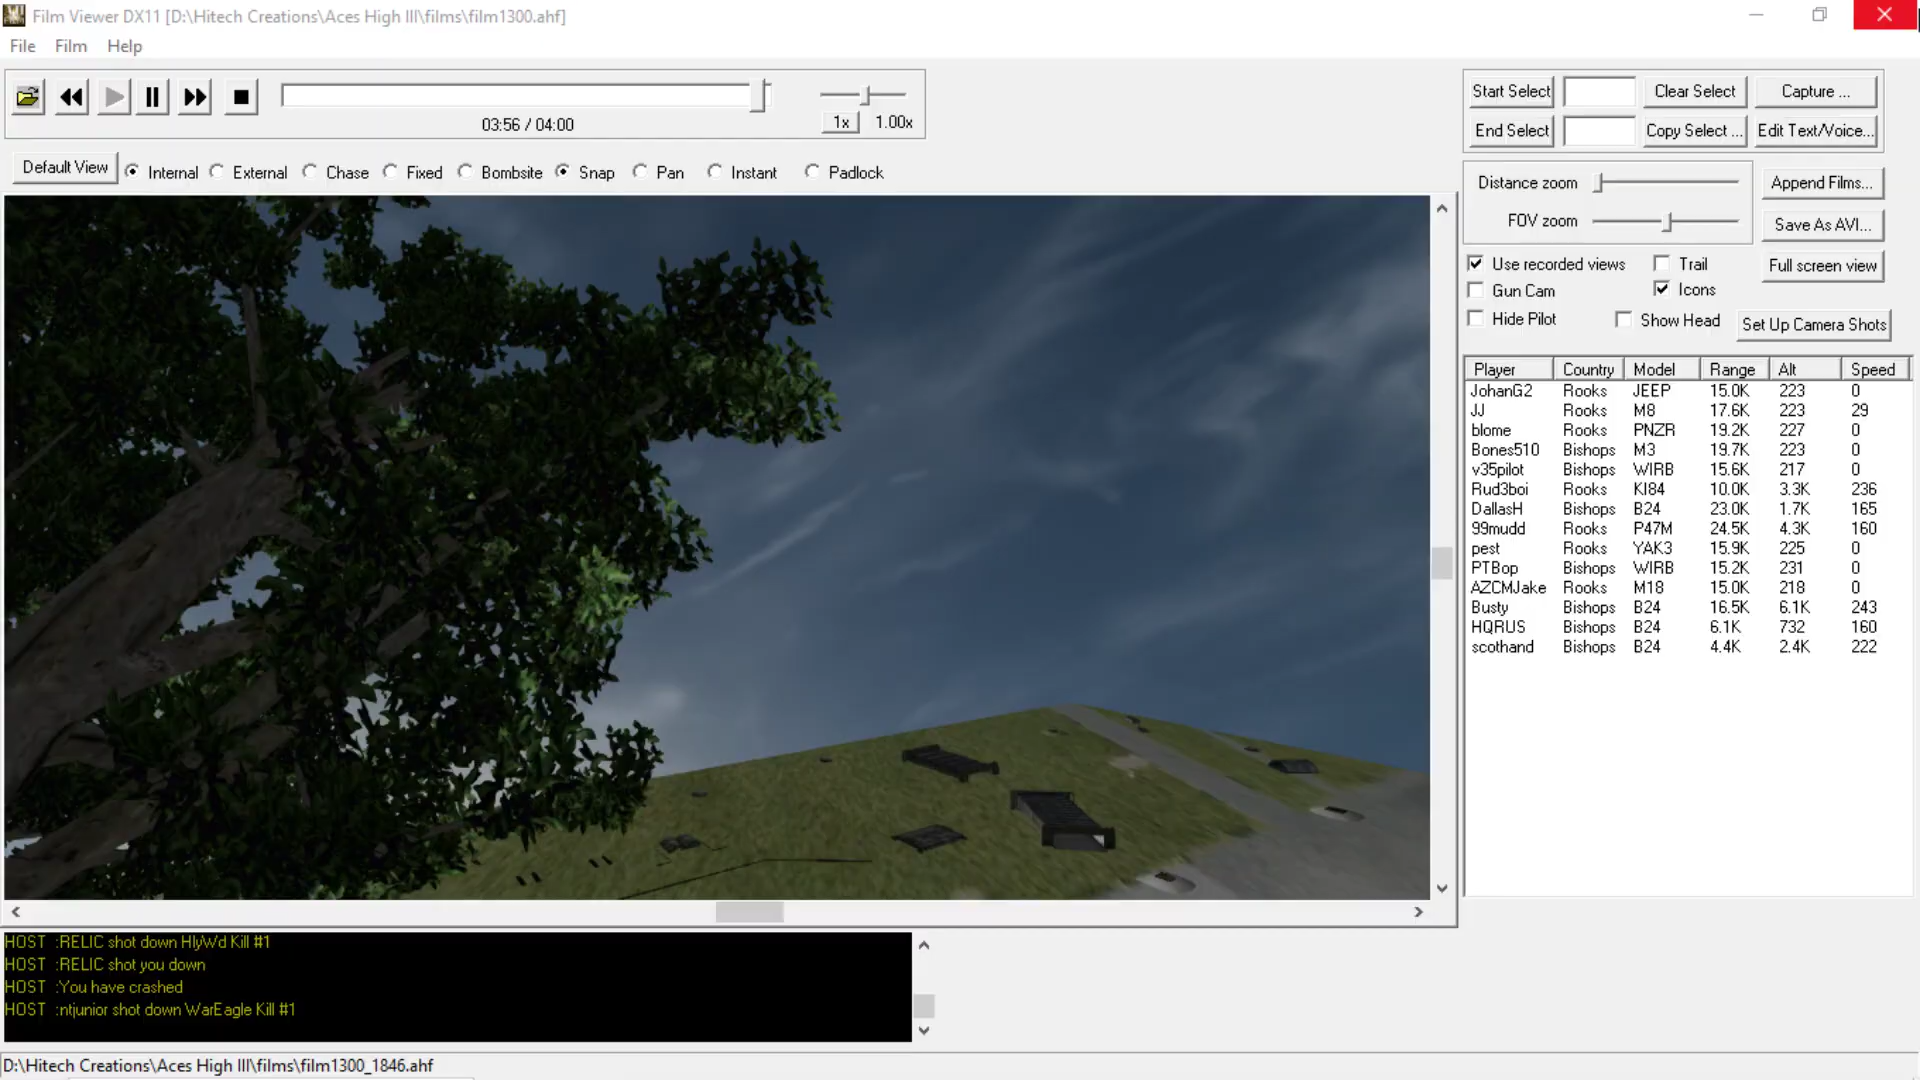 Film Viewer DX11 [D:\Hitech Creations\Aces High III\films\film1300.ahf]
File Film Help
03:56 / 04:00
1x 1.00x
Start Select Clear Select Capture ...
End Select Copy Select ... Edit Text/Voice...
Default View Internal External Chase Fixed Bombsite Snap Pan Instant Padlock
Distance zoom Append Films...
FOV zoom Save As AVI...
Use recorded views Trail Full screen view
Gun Cam Icons
Hide Pilot Show Head Set Up Camera Shots
Player Country Model Range Alt Speed
JohanG2 Rooks JEEP 15.0K 223 0
JJ Rooks M8 17.6K 223 29
blome Rooks PNZR 19.2K 227 0
Bones510 Bishops M3 19.7K 223 0
v35pilot Bishops WIRB 15.6K 217 0
Rud3boi Rooks KI84 10.0K 3.3K 236
DallasH Bishops B24 23.0K 1.7K 165
99mudd Rooks P47M 24.5K 4.3K 160
pest Rooks YAK3 15.9K 225 0
PTBop Bishops WIRB 15.2K 231 0
AZCMJake Rooks M18 15.0K 218 0
Busty Bishops B24 16.5K 6.1K 243
HQRUS Bishops B24 6.1K 732 160
scothand Bishops B24 4.4K 2.4K 222
HOST :RELIC shot down HlyWd Kill #1
HOST :RELIC shot you down
HOST :You have crashed
HOST :ntjunior shot down WarEagle Kill #1
D:\Hitech Creations\Aces High III\films\film1300_1846.ahf